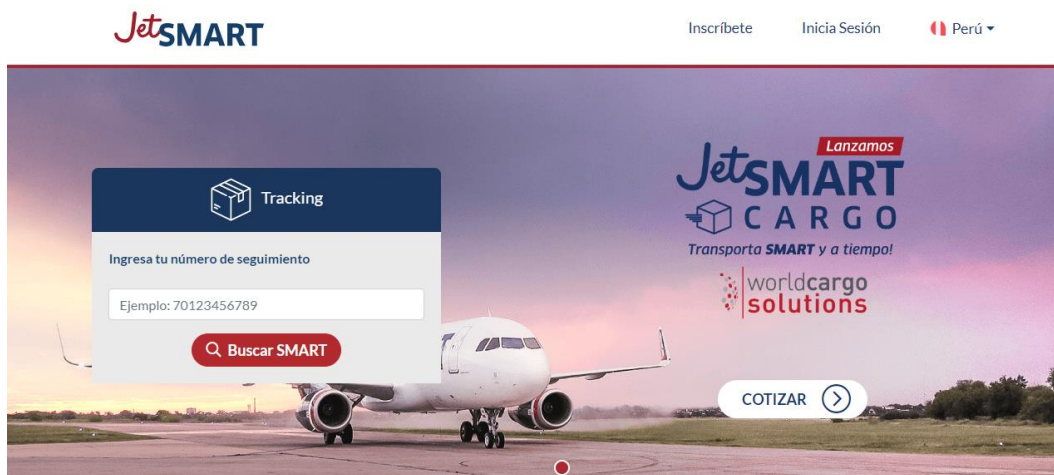 JetSMART
Inscríbete
Inicia Sesión
Perú
Tracking
Ingresa tu número de seguimiento
Ejemplo: 70123456789
Buscar SMART
Lanzamos
JetSMART
CARGO
Transporta SMART y a tiempo!
worldcargo
solutions
COTIZAR